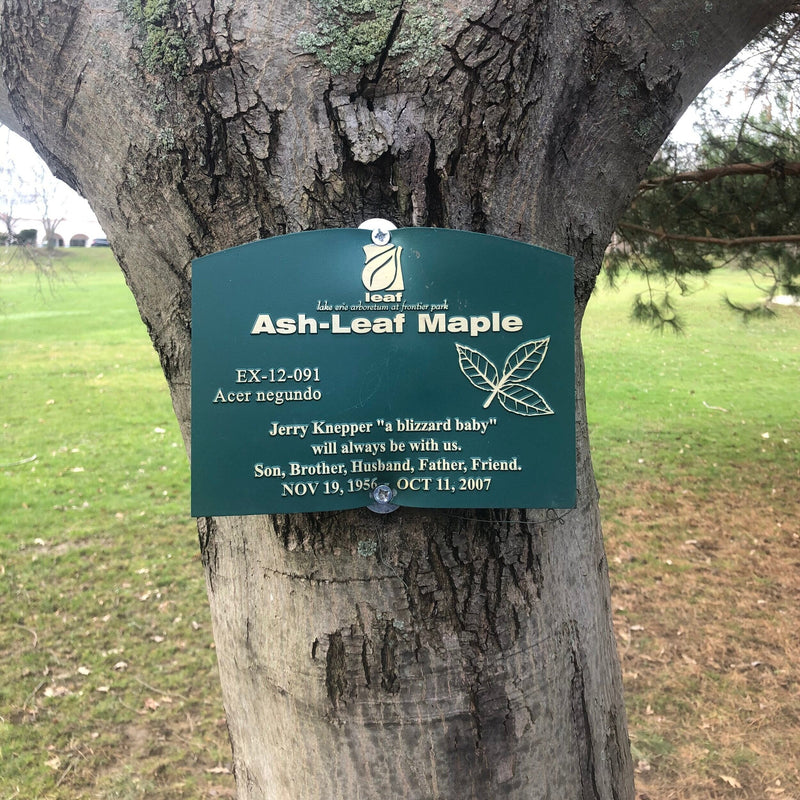 leaf
lake erie arboretum at frontier park
Ash-Leaf Maple
EX-12-091
Acer negundo
Jerry Knepper "a blizzard baby"
will always be with us.
Son, Brother, Husband, Father, Friend.
NOV 19, 1956 - OCT 11, 2007